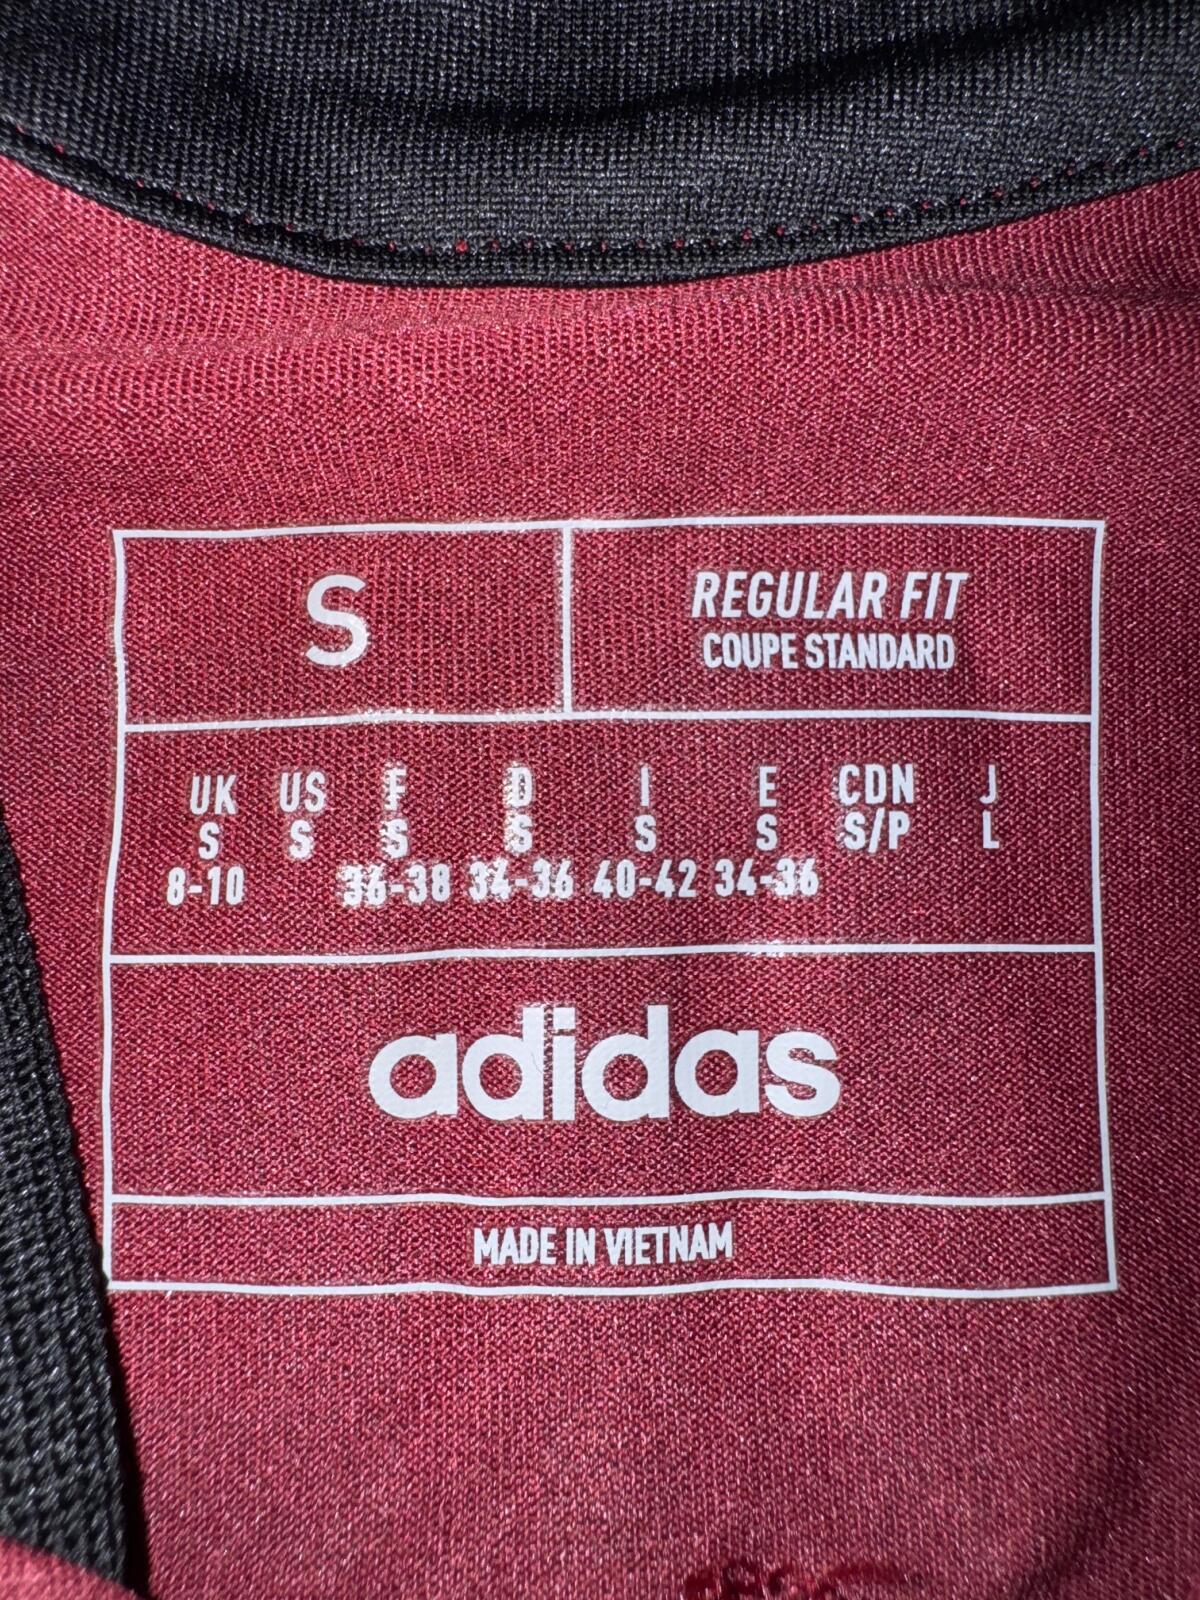 S
REGULAR FIT
COUPE STANDARD
UK US F D I E CDN J
S S S S S S S/P L
8-10 36-38 34-36 40-42 34-36
adidas
MADE IN VIETNAM